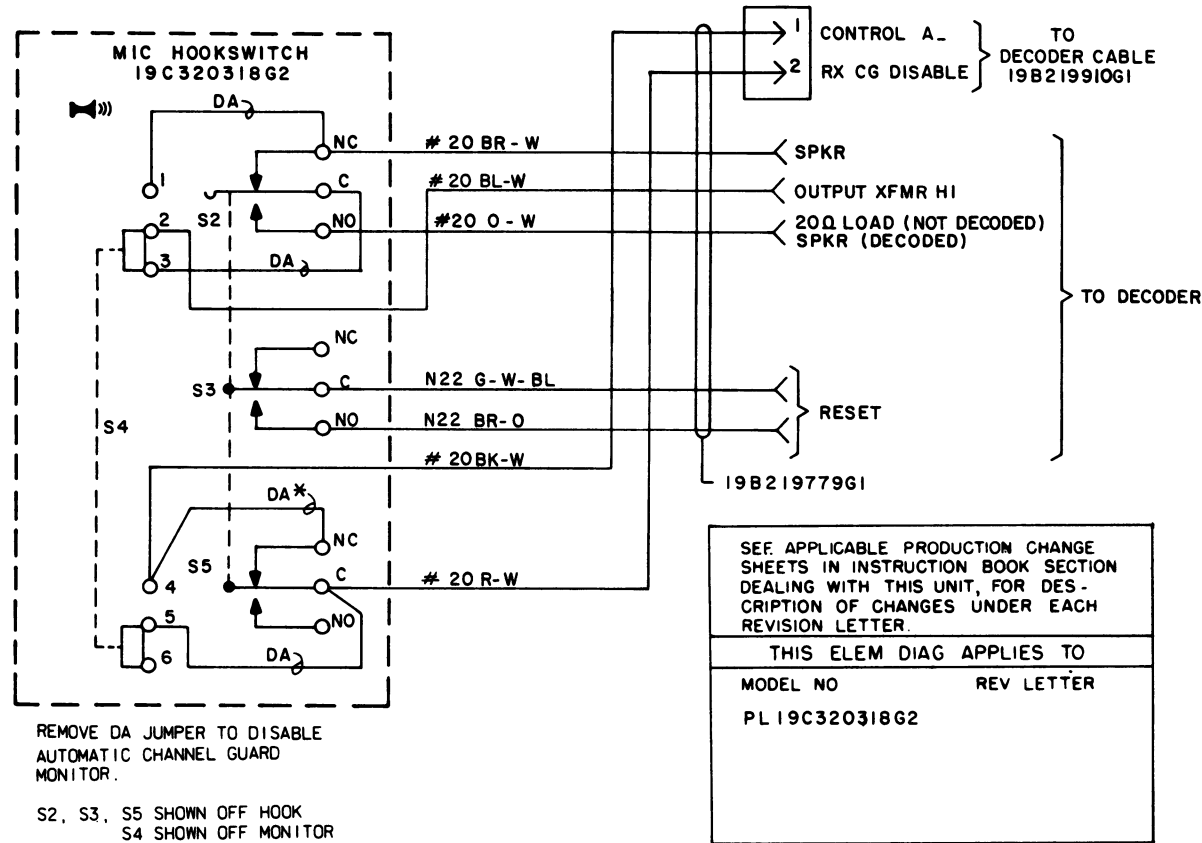 MIC HOOKSWITCH
19C320318G2
DA
NC
1
C
S2
NO
2
3
DA
# 20 BR-W
# 20 BL-W
#20 O-W
1
CONTROL A_
2
RX CG DISABLE
TO
DECODER CABLE
19B219910G1
SPKR
OUTPUT XFMR HI
20Ω LOAD (NOT DECODED)
SPKR (DECODED)
TO DECODER
NC
S3
C
NO
N22 G-W-BL
N22 BR-O
RESET
S4
# 20BK-W
19B219779G1
DA*
NC
S5
C
NO
4
5
6
DA
# 20 R-W
SEE APPLICABLE PRODUCTION CHANGE
SHEETS IN INSTRUCTION BOOK SECTION
DEALING WITH THIS UNIT, FOR DES-
CRIPTION OF CHANGES UNDER EACH
REVISION LETTER.
THIS ELEM DIAG APPLIES TO
MODEL NO REV LETTER
PL19C320318G2
REMOVE DA JUMPER TO DISABLE
AUTOMATIC CHANNEL GUARD
MONITOR.
S2, S3, S5 SHOWN OFF HOOK
S4 SHOWN OFF MONITOR